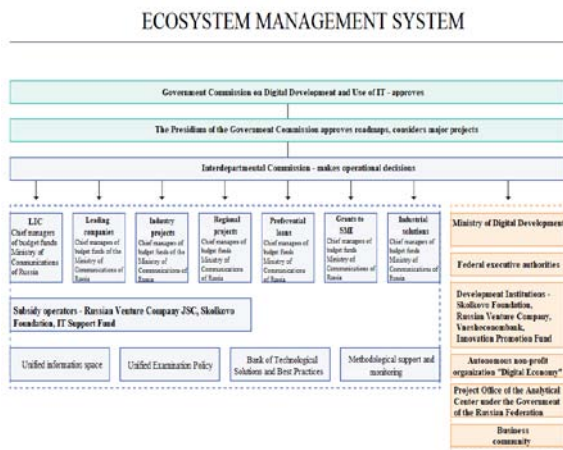 ECOSYSTEM MANAGEMENT SYSTEM
Government Commission on Digital Development and Use of IT - approves
The Presidium of the Government Commission approves roadmaps, considers major projects
Interdepartmental Commission - makes operational decisions
LIC
Chief managers
of budget funds
Ministry of
Communications
of Russia
Leading
companies
Chief managers of
budget funds of
the Ministry of
Communications
of Russia
Industry
projects
Chief managers of
budget funds of the
Ministry of
Communications of
Russia
Regional
projects
Chief managers of
budget funds of
the Ministry of
Communications
of Russia
Preferential
loans
Chief managers of
budget funds of
the Ministry of
Communications of
Russia
Grants to
SME
Chief managers of
budget funds of
the Ministry of
Communications of
Russia
Industrial
solutions
Chief managers of
budget funds of
the Ministry of
Communications
of Russia
Subsidy operators - Russian Venture Company JSC, Skolkovo
Foundation, IT Support Fund
Unified information space
Unified Examination Policy
Bank of Technological
Solutions and Best Practices
Methodological support and
monitoring
Ministry of Digital Development
Federal executive authorities
Development Institutions -
Skolkovo Foundation,
Russian Venture Company,
Vnesheconombank,
Innovation Promotion Fund
Autonomous non-profit
organization "Digital Economy"
Project Office of the Analytical
Center under the Government
of the Russian Federation
Business
community